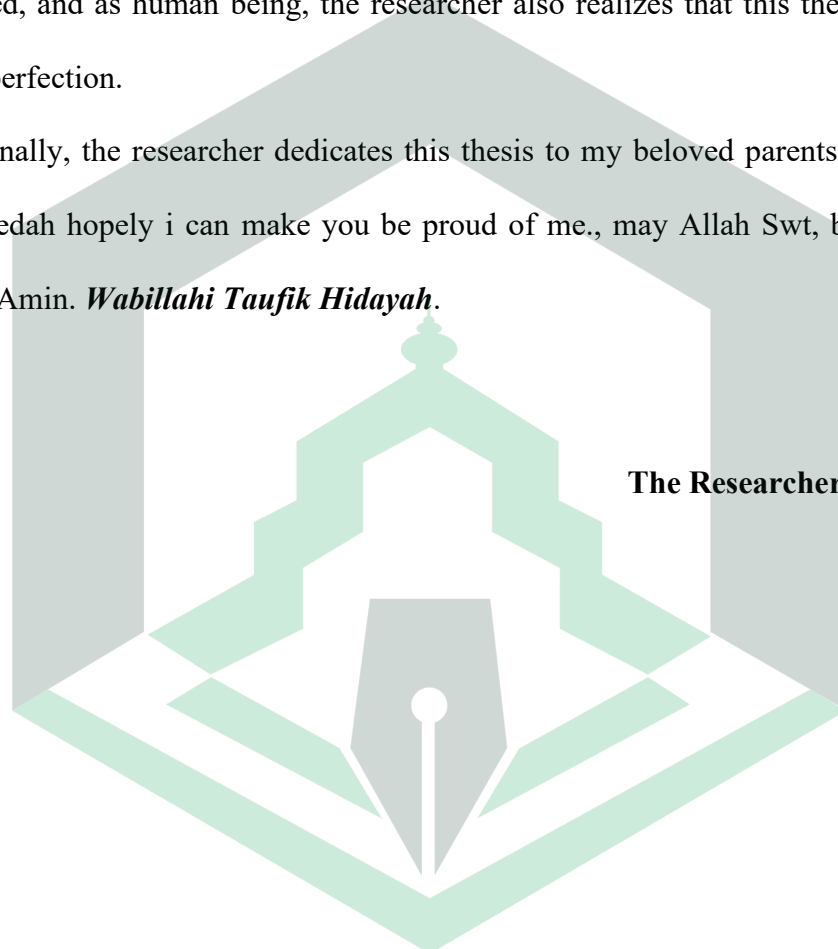 ed, and as human being, the researcher also realizes that this the
perfection.
nally, the researcher dedicates this thesis to my beloved parents
edah hopely i can make you be proud of me., may Allah Swt, b
Amin. Wabillahi Taufik Hidayah.
The Researcher